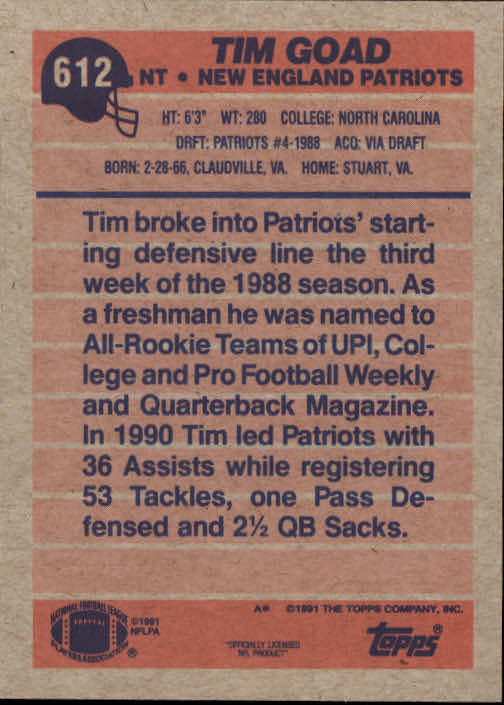 612
TIM GOAD
NT • NEW ENGLAND PATRIOTS
HT: 6'3" WT: 280 COLLEGE: NORTH CAROLINA
DRFT: PATRIOTS #4-1988 ACQ: VIA DRAFT
BORN: 2-28-66, CLAUDVILLE, VA. HOME: STUART, VA.
Tim broke into Patriots' start-
ing defensive line the third
week of the 1988 season. As
a freshman he was named to
All-Rookie Teams of UPI, Col-
lege and Pro Football Weekly
and Quarterback Magazine.
In 1990 Tim led Patriots with
36 Assists while registering
53 Tackles, one Pass De-
fensed and 2½ QB Sacks.
NATIONAL FOOTBALL LEAGUE
PLAYERS ASSOCIATION ®
©1991
NFLPA
A* ©1991 THE TOPPS COMPANY, INC.
"OFFICIALLY LICENSED
NFL PRODUCT"
topps®